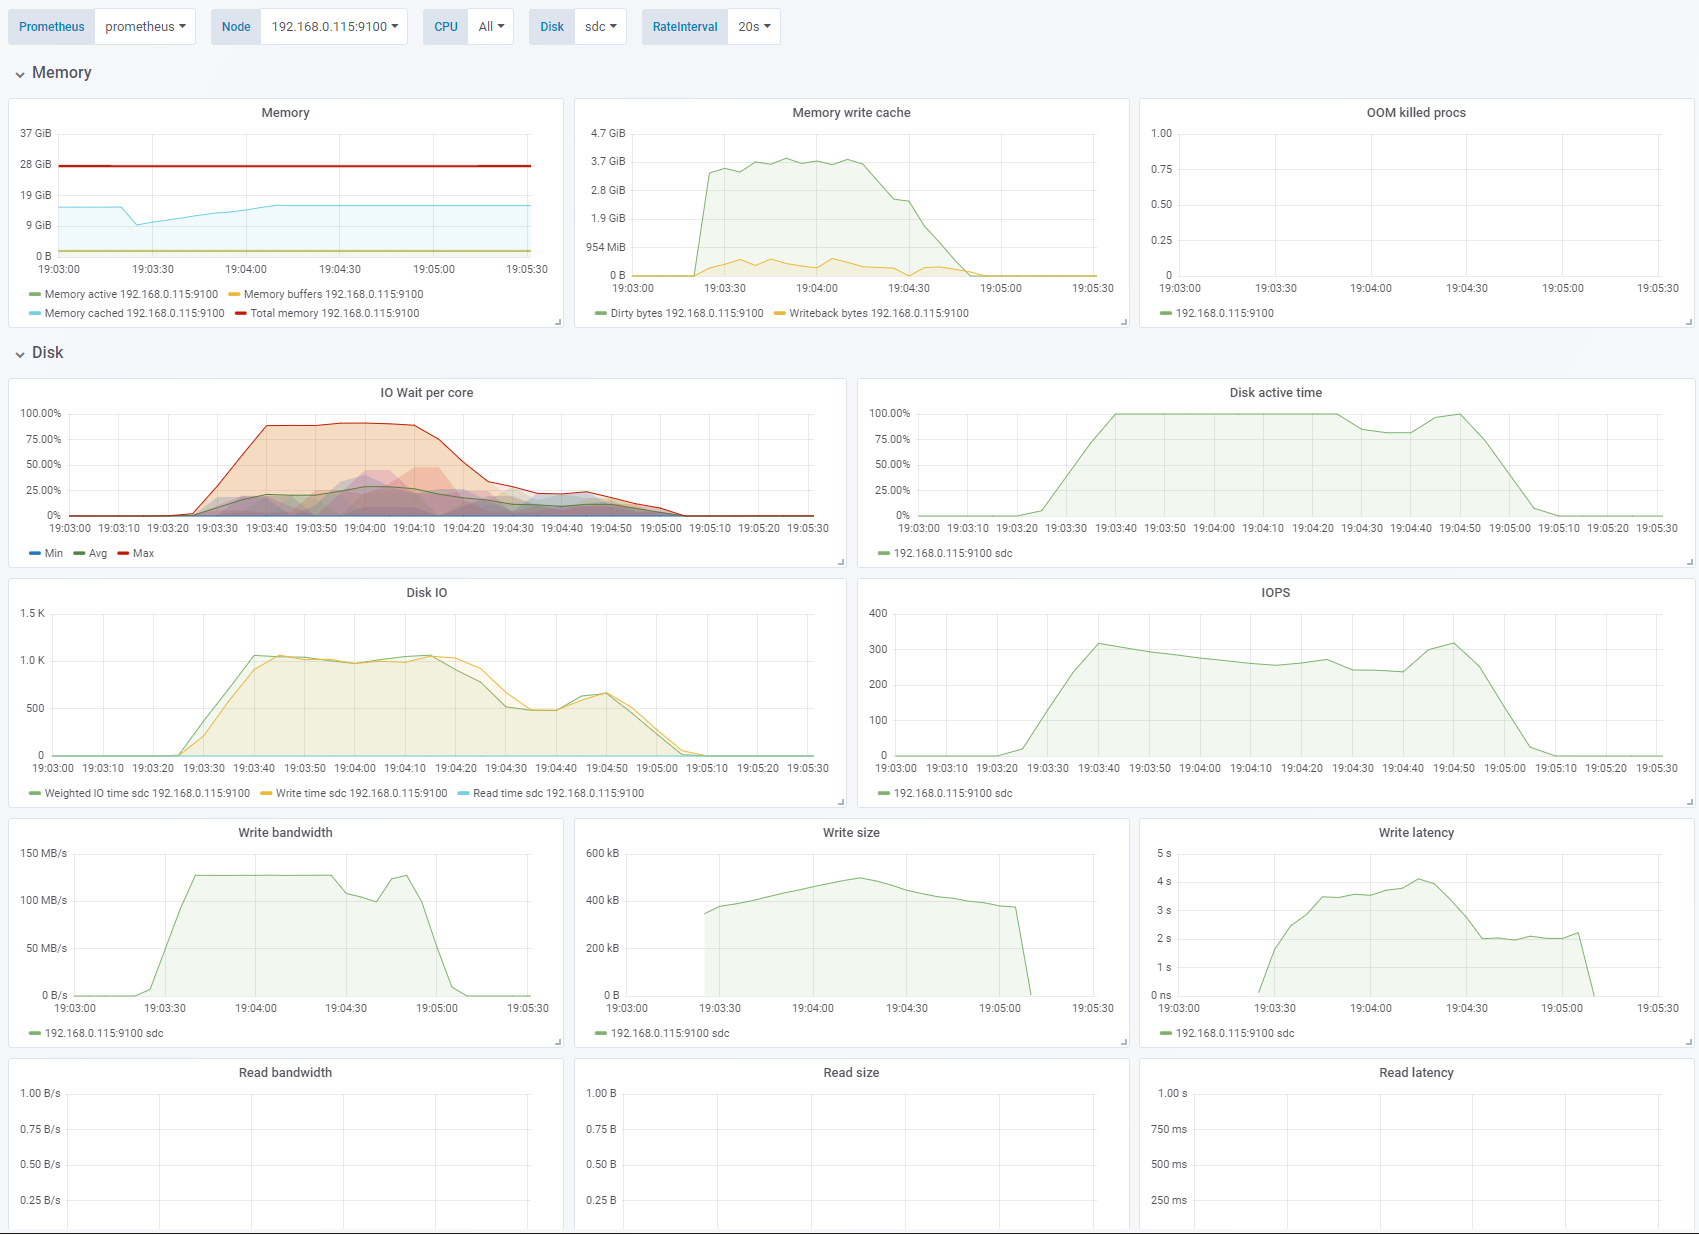 Prometheus prometheus Node 192.168.0.115:9100 CPU All Disk sdc RateInterval 20s
Memory
Memory
37 GiB
28 GiB
19 GiB
9 GiB
0 B
19:03:00 19:03:30 19:04:00 19:04:30 19:05:00 19:05:30
Memory active 192.168.0.115:9100 Memory buffers 192.168.0.115:9100
Memory cached 192.168.0.115:9100 Total memory 192.168.0.115:9100
Memory write cache
4.7 GiB
3.7 GiB
2.8 GiB
1.9 GiB
954 MiB
0 B
19:03:00 19:03:30 19:04:00 19:04:30 19:05:00 19:05:30
Dirty bytes 192.168.0.115:9100 Writeback bytes 192.168.0.115:9100
OOM killed procs
1.00
0.75
0.50
0.25
0
19:03:00 19:03:30 19:04:00 19:04:30 19:05:00 19:05:30
192.168.0.115:9100
Disk
IO Wait per core
100.00%
75.00%
50.00%
25.00%
0%
19:03:00 19:03:10 19:03:20 19:03:30 19:03:40 19:03:50 19:04:00 19:04:10 19:04:20 19:04:30 19:04:40 19:04:50 19:05:00 19:05:10 19:05:20 19:05:30
Min Avg Max
Disk active time
100.00%
75.00%
50.00%
25.00%
0%
19:03:00 19:03:10 19:03:20 19:03:30 19:03:40 19:03:50 19:04:00 19:04:10 19:04:20 19:04:30 19:04:40 19:04:50 19:05:00 19:05:10 19:05:20 19:05:30
192.168.0.115:9100 sdc
Disk IO
1.5 K
1.0 K
500
0
19:03:00 19:03:10 19:03:20 19:03:30 19:03:40 19:03:50 19:04:00 19:04:10 19:04:20 19:04:30 19:04:40 19:04:50 19:05:00 19:05:10 19:05:20 19:05:30
Weighted IO time sdc 192.168.0.115:9100 Write time sdc 192.168.0.115:9100 Read time sdc 192.168.0.115:9100
IOPS
400
300
200
100
0
19:03:00 19:03:10 19:03:20 19:03:30 19:03:40 19:03:50 19:04:00 19:04:10 19:04:20 19:04:30 19:04:40 19:04:50 19:05:00 19:05:10 19:05:20 19:05:30
192.168.0.115:9100 sdc
Write bandwidth
150 MB/s
100 MB/s
50 MB/s
0 B/s
19:03:00 19:03:30 19:04:00 19:04:30 19:05:00 19:05:30
192.168.0.115:9100 sdc
Write size
600 kB
400 kB
200 kB
0 B
19:03:00 19:03:30 19:04:00 19:04:30 19:05:00 19:05:30
192.168.0.115:9100 sdc
Write latency
5 s
4 s
3 s
2 s
1 s
0 ns
19:03:00 19:03:30 19:04:00 19:04:30 19:05:00 19:05:30
192.168.0.115:9100 sdc
Read bandwidth
1.00 B/s
0.75 B/s
0.50 B/s
0.25 B/s
Read size
1.00 B
0.75 B
0.50 B
0.25 B
Read latency
1.00 s
750 ms
500 ms
250 ms